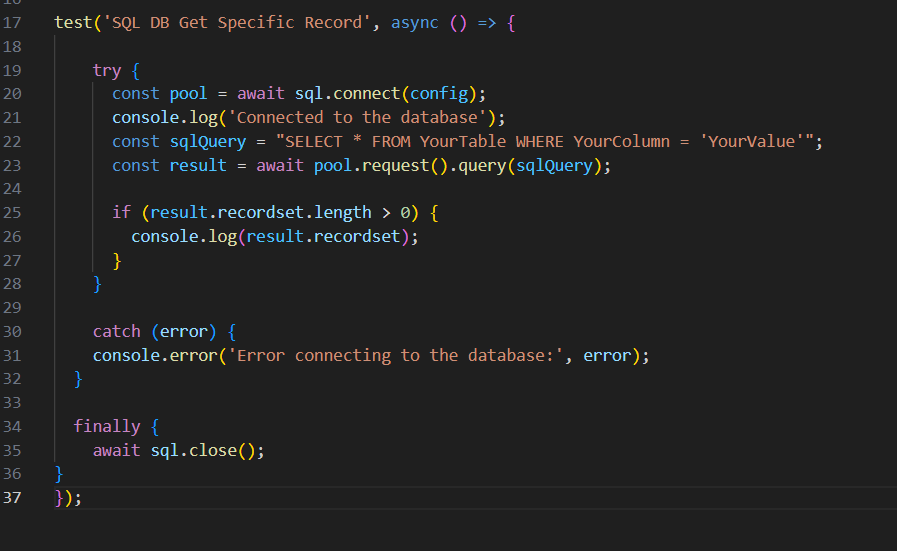 17 test('SQL DB Get Specific Record', async () => {
18
19 try {
20 const pool = await sql.connect(config);
21 console.log('Connected to the database');
22 const sqlQuery = "SELECT * FROM YourTable WHERE YourColumn = 'YourValue'";
23 const result = await pool.request().query(sqlQuery);
24
25 if (result.recordset.length > 0) {
26 console.log(result.recordset);
27 }
28 }
29
30 catch (error) {
31 console.error('Error connecting to the database:', error);
32 }
33
34 finally {
35 await sql.close();
36 }
37 });